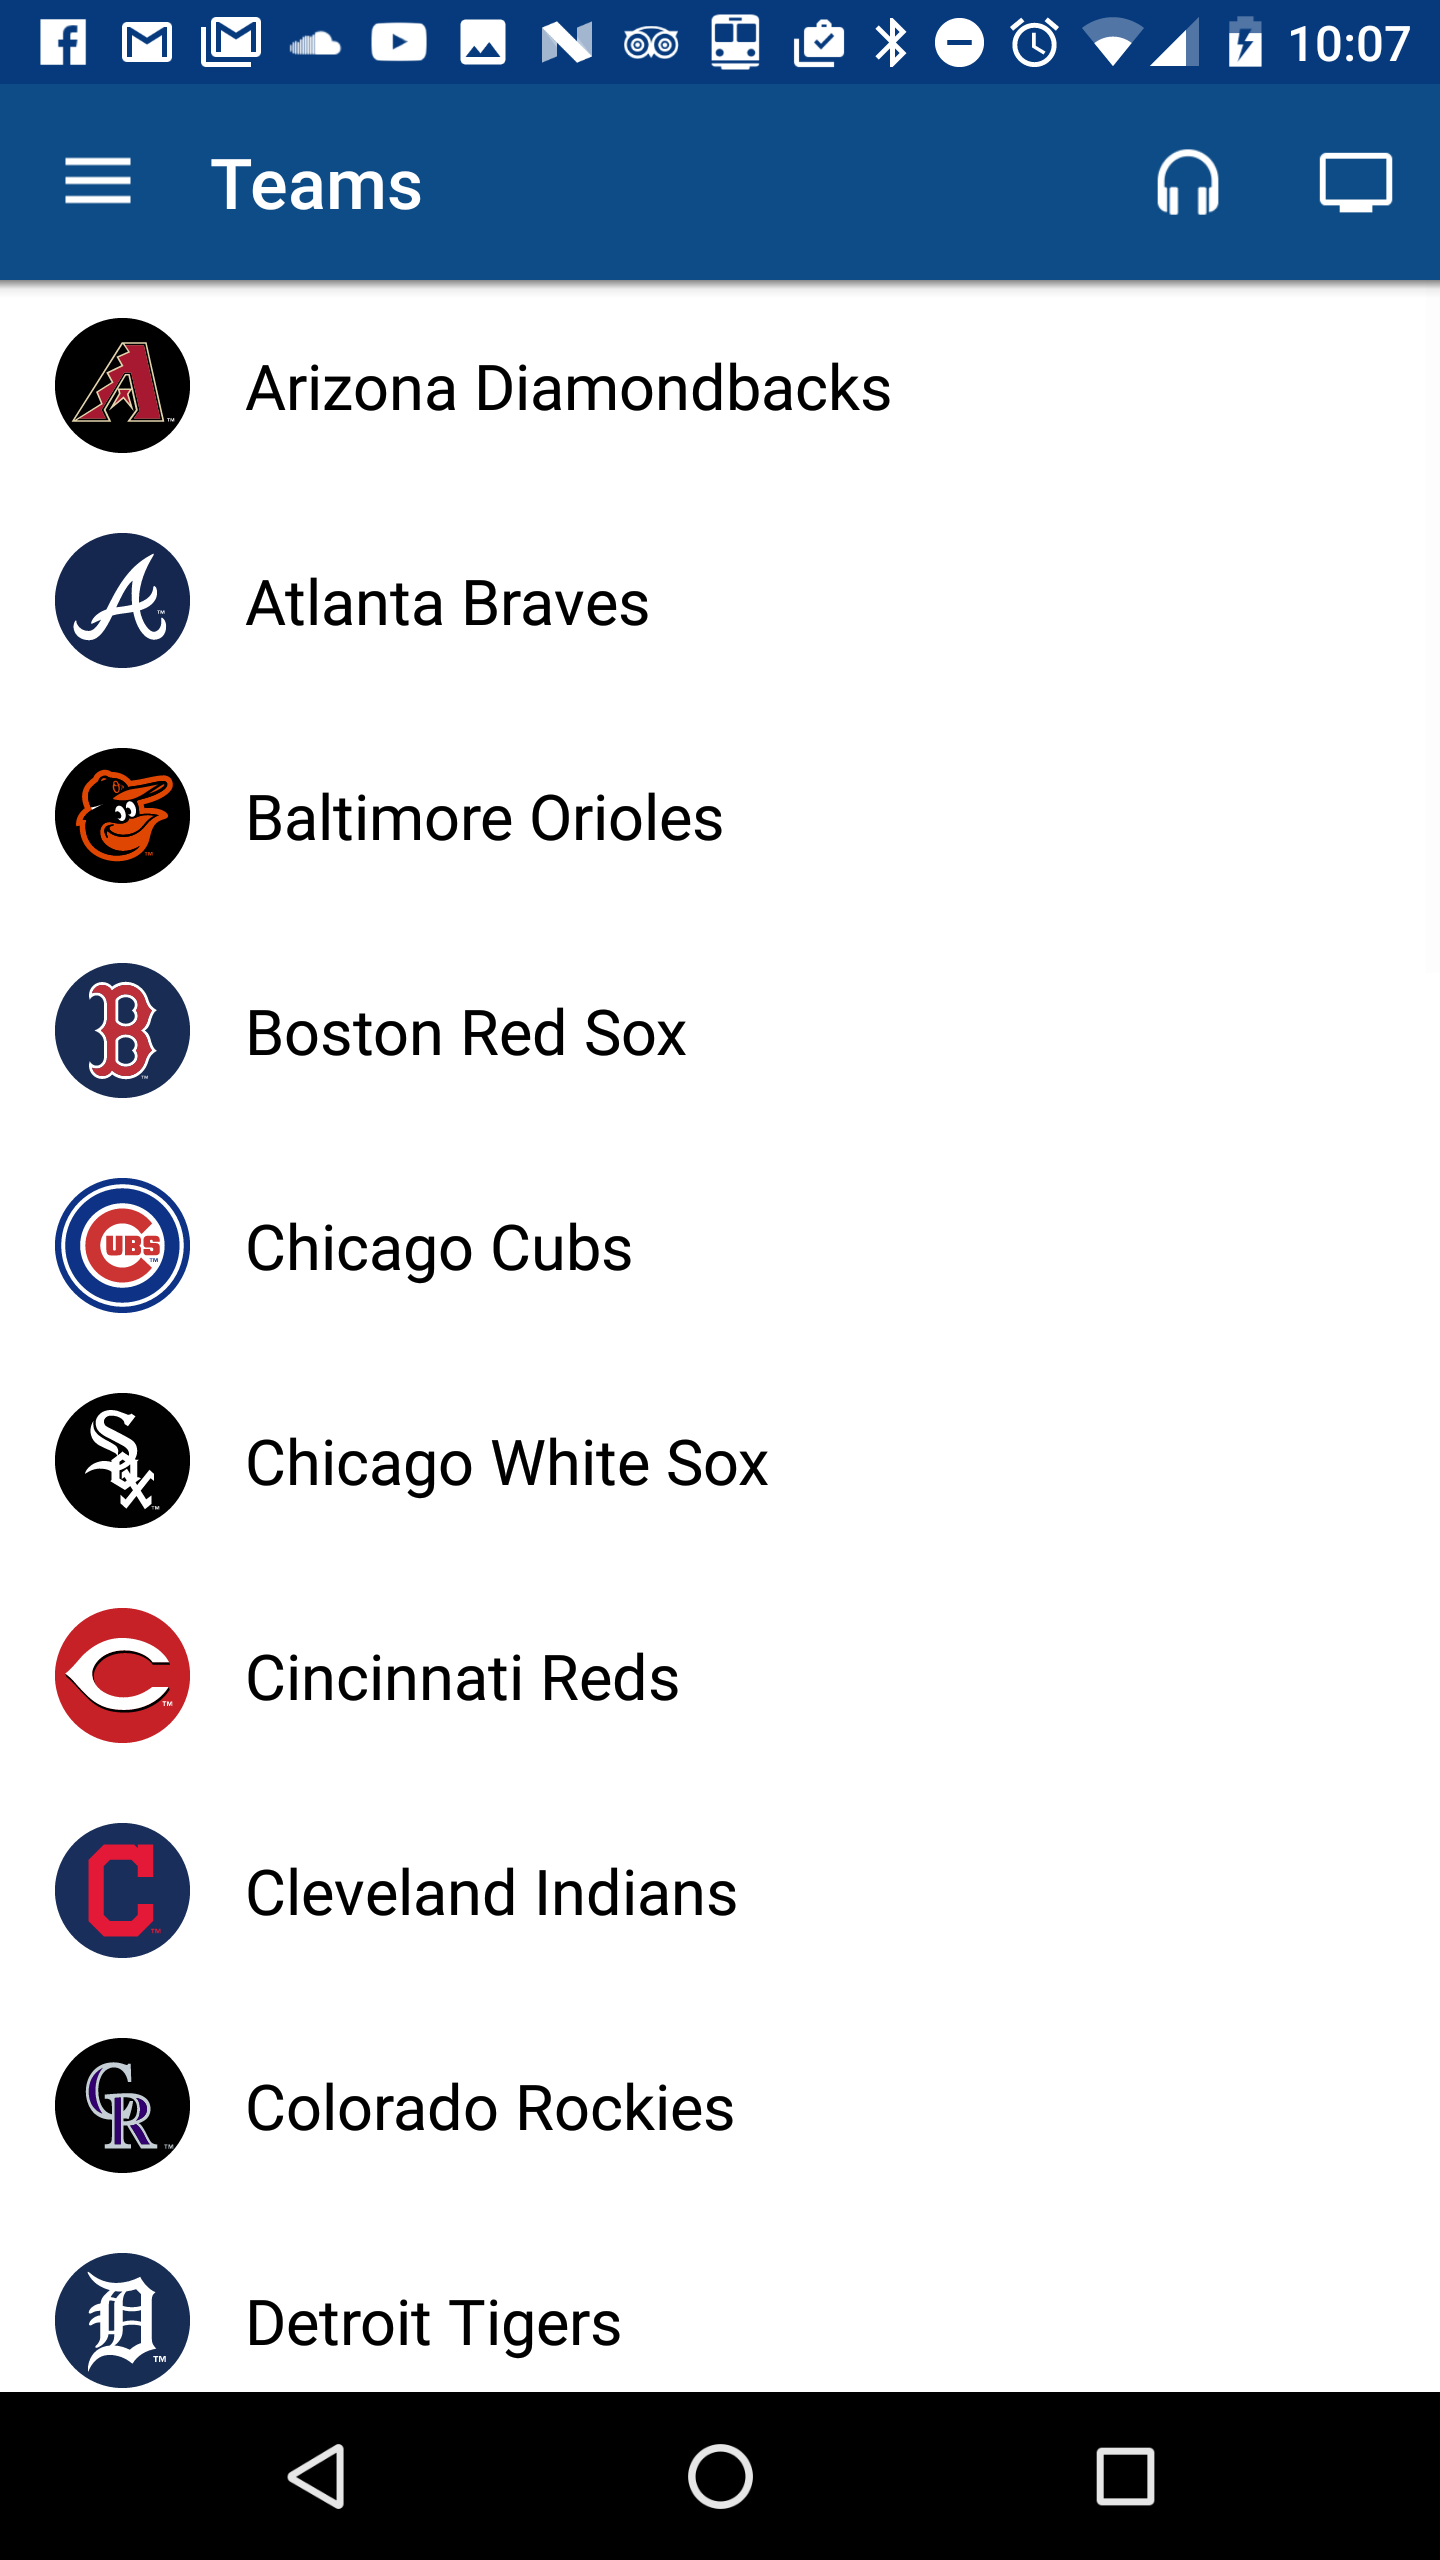 10:07
Teams
Arizona Diamondbacks
Atlanta Braves
Baltimore Orioles
Boston Red Sox
Chicago Cubs
Chicago White Sox
Cincinnati Reds
Cleveland Indians
Colorado Rockies
Detroit Tigers